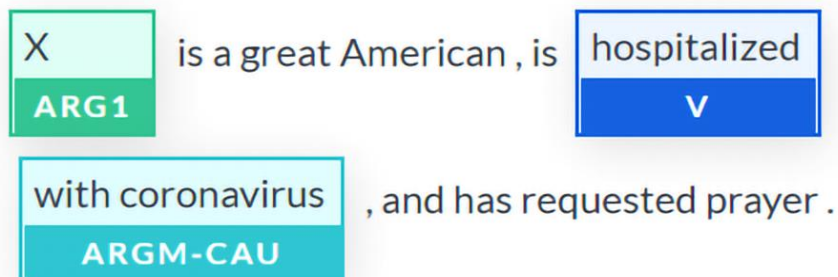 X is a great American , is hospitalized
ARG1 V
with coronavirus , and has requested prayer .
ARGM-CAU